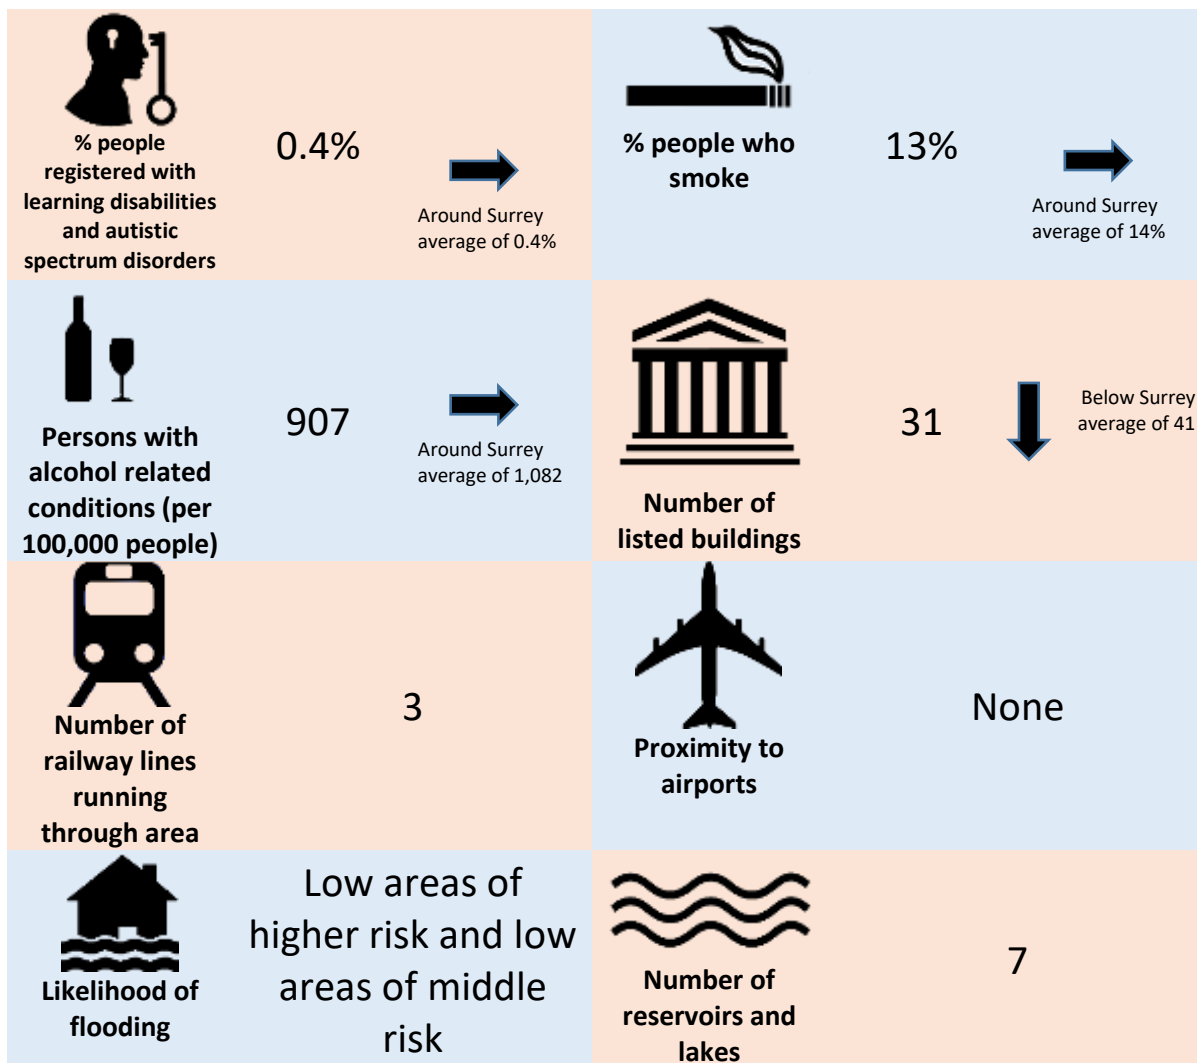 % people
registered with
learning disabilities
and autistic
spectrum disorders
0.4%
Around Surrey
average of 0.4%
% people who
smoke
13%
Around Surrey
average of 14%
Persons with
alcohol related
conditions (per
100,000 people)
907
Around Surrey
average of 1,082
Number of
listed buildings
31
Below Surrey
average of 41
Number of
railway lines
running
through area
3
Proximity to
airports
None
Likelihood of
flooding
Low areas of
higher risk and low
areas of middle
risk
Number of
reservoirs and
lakes
7